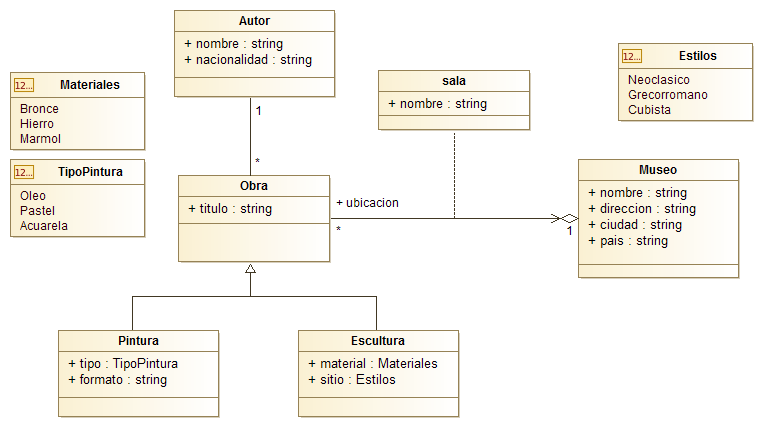 Autor
+ nombre : string
+ nacionalidad : string
12...
Materiales
Bronce
Hierro
Marmol
sala
+ nombre : string
12...
Estilos
Neoclasico
Grecorromano
Cubista
1
*
12...
TipoPintura
Oleo
Pastel
Acuarela
Obra
+ titulo : string
+ ubicacion
*
1
Museo
+ nombre : string
+ direccion : string
+ ciudad : string
+ pais : string
Pintura
+ tipo : TipoPintura
+ formato : string
Escultura
+ material : Materiales
+ sitio : Estilos